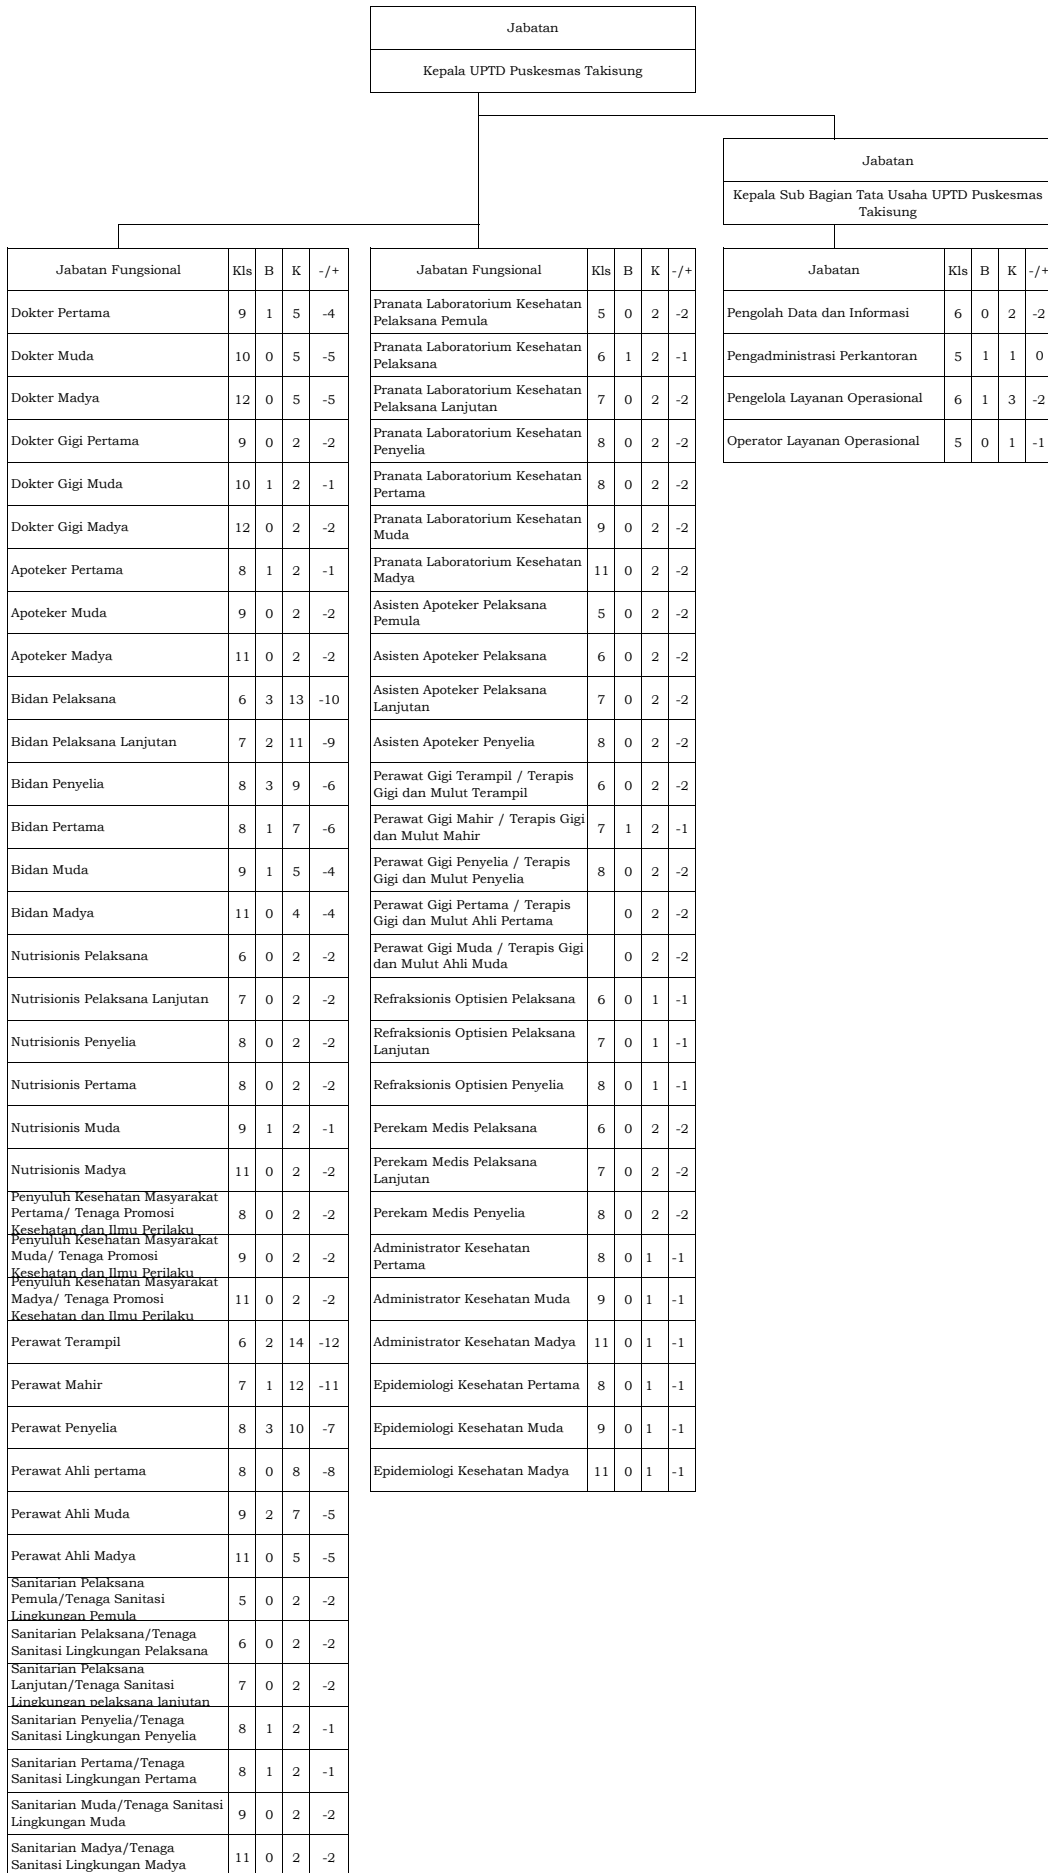 Jabatan
Kepala UPTD Puskesmas Takisung
Jabatan
Kepala Sub Bagian Tata Usaha UPTD Puskesmas
Takisung
Jabatan Fungsional Kls B K -/+
Dokter Pertama 9 1 5 -4
Dokter Muda 10 0 5 -5
Dokter Madya 12 0 5 -5
Dokter Gigi Pertama 9 0 2 -2
Dokter Gigi Muda 10 1 2 -1
Dokter Gigi Madya 12 0 2 -2
Apoteker Pertama 8 1 2 -1
Apoteker Muda 9 0 2 -2
Apoteker Madya 11 0 2 -2
Bidan Pelaksana 6 3 13 -10
Bidan Pelaksana Lanjutan 7 2 11 -9
Bidan Penyelia 8 3 9 -6
Bidan Pertama 8 1 7 -6
Bidan Muda 9 1 5 -4
Bidan Madya 11 0 4 -4
Nutrisionis Pelaksana 6 0 2 -2
Nutrisionis Pelaksana Lanjutan 7 0 2 -2
Nutrisionis Penyelia 8 0 2 -2
Nutrisionis Pertama 8 0 2 -2
Nutrisionis Muda 9 1 2 -1
Nutrisionis Madya 11 0 2 -2
Penyuluh Kesehatan Masyarakat
Pertama/ Tenaga Promosi 8 0 2 -2
Kesehatan dan Ilmu Perilaku
Penyuluh Kesehatan Masyarakat
Muda/ Tenaga Promosi 9 0 2 -2
Kesehatan dan Ilmu Perilaku
Penyuluh Kesehatan Masyarakat
Madya/ Tenaga Promosi 11 0 2 -2
Kesehatan dan Ilmu Perilaku
Perawat Terampil 6 2 14 -12
Perawat Mahir 7 1 12 -11
Perawat Penyelia 8 3 10 -7
Perawat Ahli pertama 8 0 8 -8
Perawat Ahli Muda 9 2 7 -5
Perawat Ahli Madya 11 0 5 -5
Sanitarian Pelaksana
Pemula/Tenaga Sanitasi 5 0 2 -2
Lingkungan Pemula
Sanitarian Pelaksana/Tenaga
Sanitasi Lingkungan Pelaksana 6 0 2 -2
Sanitarian Pelaksana
Lanjutan/Tenaga Sanitasi 7 0 2 -2
Lingkungan pelaksana lanjutan
Sanitarian Penyelia/Tenaga
Sanitasi Lingkungan Penyelia 8 1 2 -1
Sanitarian Pertama/Tenaga
Sanitasi Lingkungan Pertama 8 1 2 -1
Sanitarian Muda/Tenaga Sanitasi
Lingkungan Muda 9 0 2 -2
Sanitarian Madya/Tenaga
Sanitasi Lingkungan Madya 11 0 2 -2
Jabatan Fungsional Kls B K -/+
Pranata Laboratorium Kesehatan
Pelaksana Pemula 5 0 2 -2
Pranata Laboratorium Kesehatan
Pelaksana 6 1 2 -1
Pranata Laboratorium Kesehatan
Pelaksana Lanjutan 7 0 2 -2
Pranata Laboratorium Kesehatan
Penyelia 8 0 2 -2
Pranata Laboratorium Kesehatan
Pertama 8 0 2 -2
Pranata Laboratorium Kesehatan
Muda 9 0 2 -2
Pranata Laboratorium Kesehatan
Madya 11 0 2 -2
Asisten Apoteker Pelaksana
Pemula 5 0 2 -2
Asisten Apoteker Pelaksana 6 0 2 -2
Asisten Apoteker Pelaksana
Lanjutan 7 0 2 -2
Asisten Apoteker Penyelia 8 0 2 -2
Perawat Gigi Terampil / Terapis
Gigi dan Mulut Terampil 6 0 2 -2
Perawat Gigi Mahir / Terapis Gigi
dan Mulut Mahir 7 1 2 -1
Perawat Gigi Penyelia / Terapis
Gigi dan Mulut Penyelia 8 0 2 -2
Perawat Gigi Pertama / Terapis
Gigi dan Mulut Ahli Pertama 0 2 -2
Perawat Gigi Muda / Terapis Gigi
dan Mulut Ahli Muda 0 2 -2
Refraksionis Optisien Pelaksana 6 0 1 -1
Refraksionis Optisien Pelaksana
Lanjutan 7 0 1 -1
Refraksionis Optisien Penyelia 8 0 1 -1
Perekam Medis Pelaksana 6 0 2 -2
Perekam Medis Pelaksana
Lanjutan 7 0 2 -2
Perekam Medis Penyelia 8 0 2 -2
Administrator Kesehatan
Pertama 8 0 1 -1
Administrator Kesehatan Muda 9 0 1 -1
Administrator Kesehatan Madya 11 0 1 -1
Epidemiologi Kesehatan Pertama 8 0 1 -1
Epidemiologi Kesehatan Muda 9 0 1 -1
Epidemiologi Kesehatan Madya 11 0 1 -1
Jabatan Kls B K -/+
Pengolah Data dan Informasi 6 0 2 -2
Pengadministrasi Perkantoran 5 1 1 0
Pengelola Layanan Operasional 6 1 3 -2
Operator Layanan Operasional 5 0 1 -1